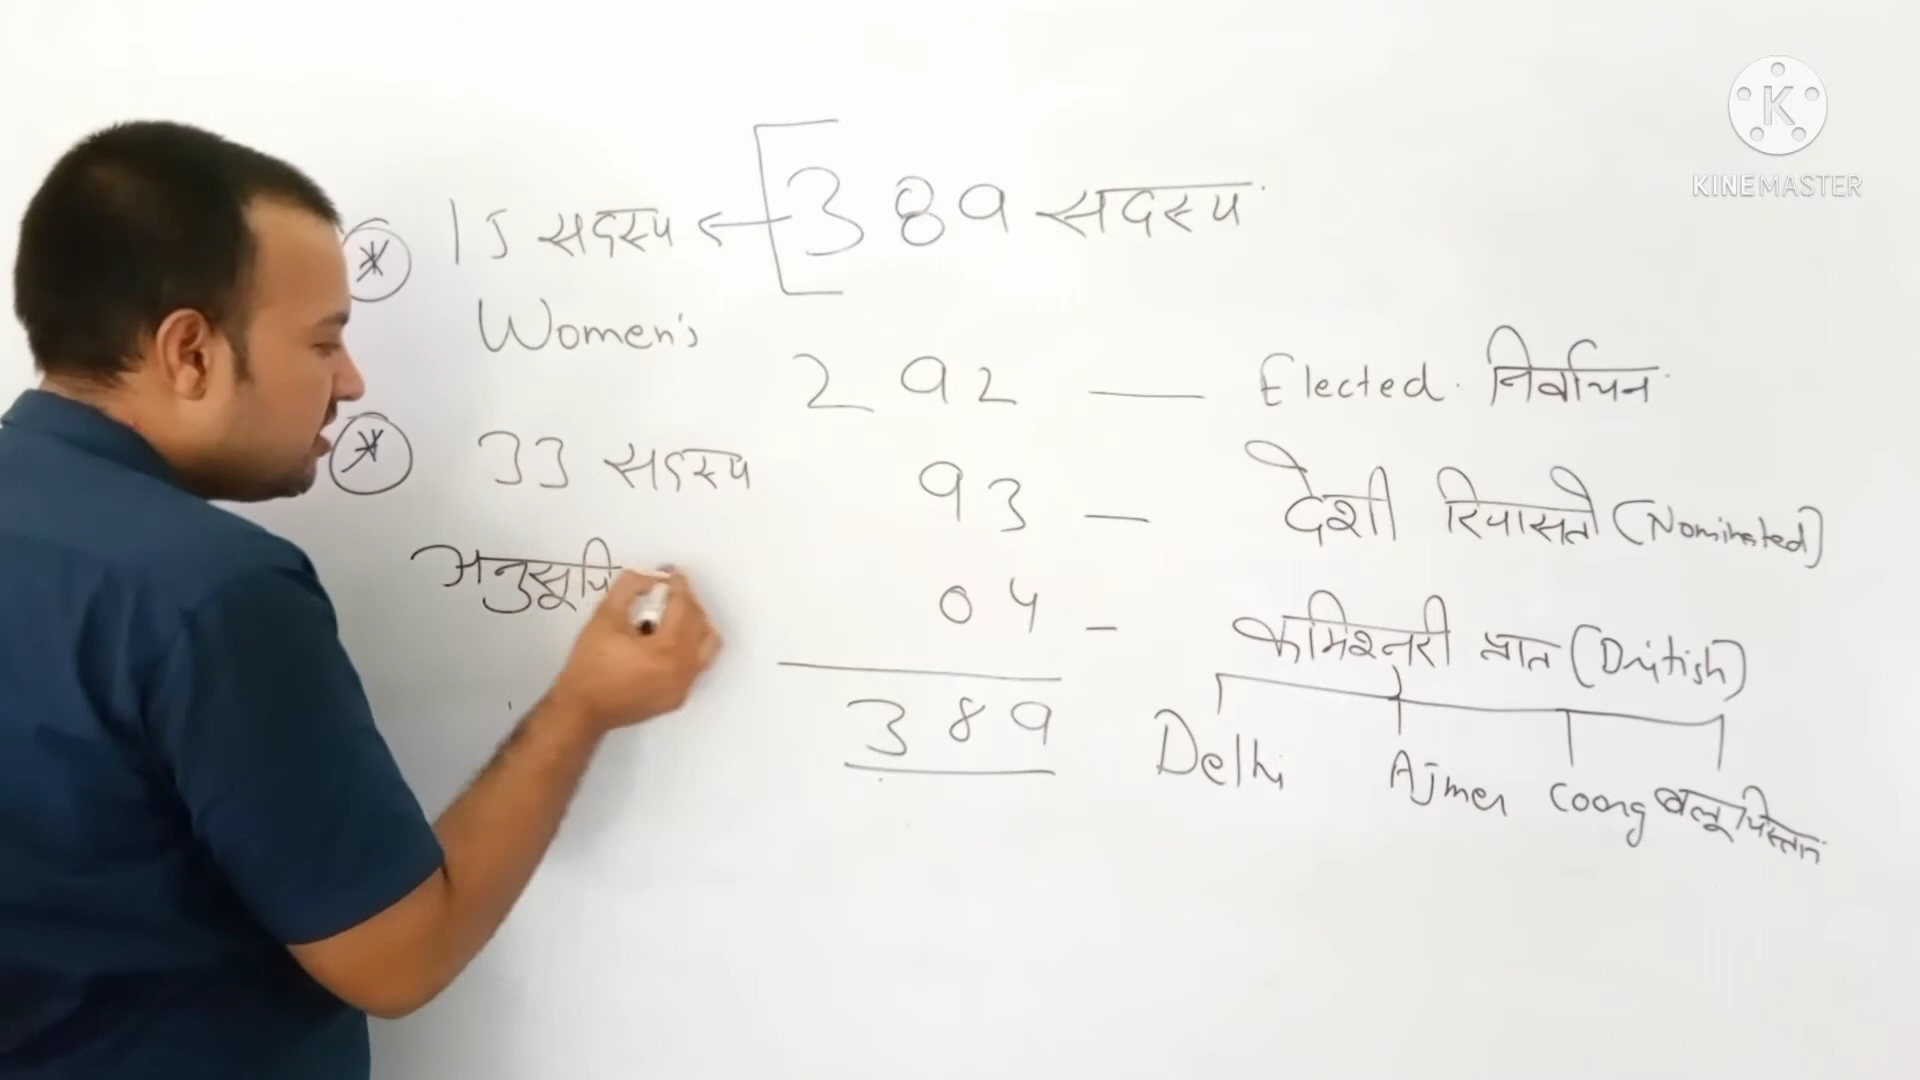 KINEMASTER
* 15 सदस्य ← [389 सदस्य
Women's
292 — Elected. निर्वाचन
* 33 सदस्य
93 — देशी रियासतें (Nominated)
अनुसूचि
04 - कमिश्नरी प्रांत (British)
389
Delhi Ajmer Coorg बलूचिस्तान